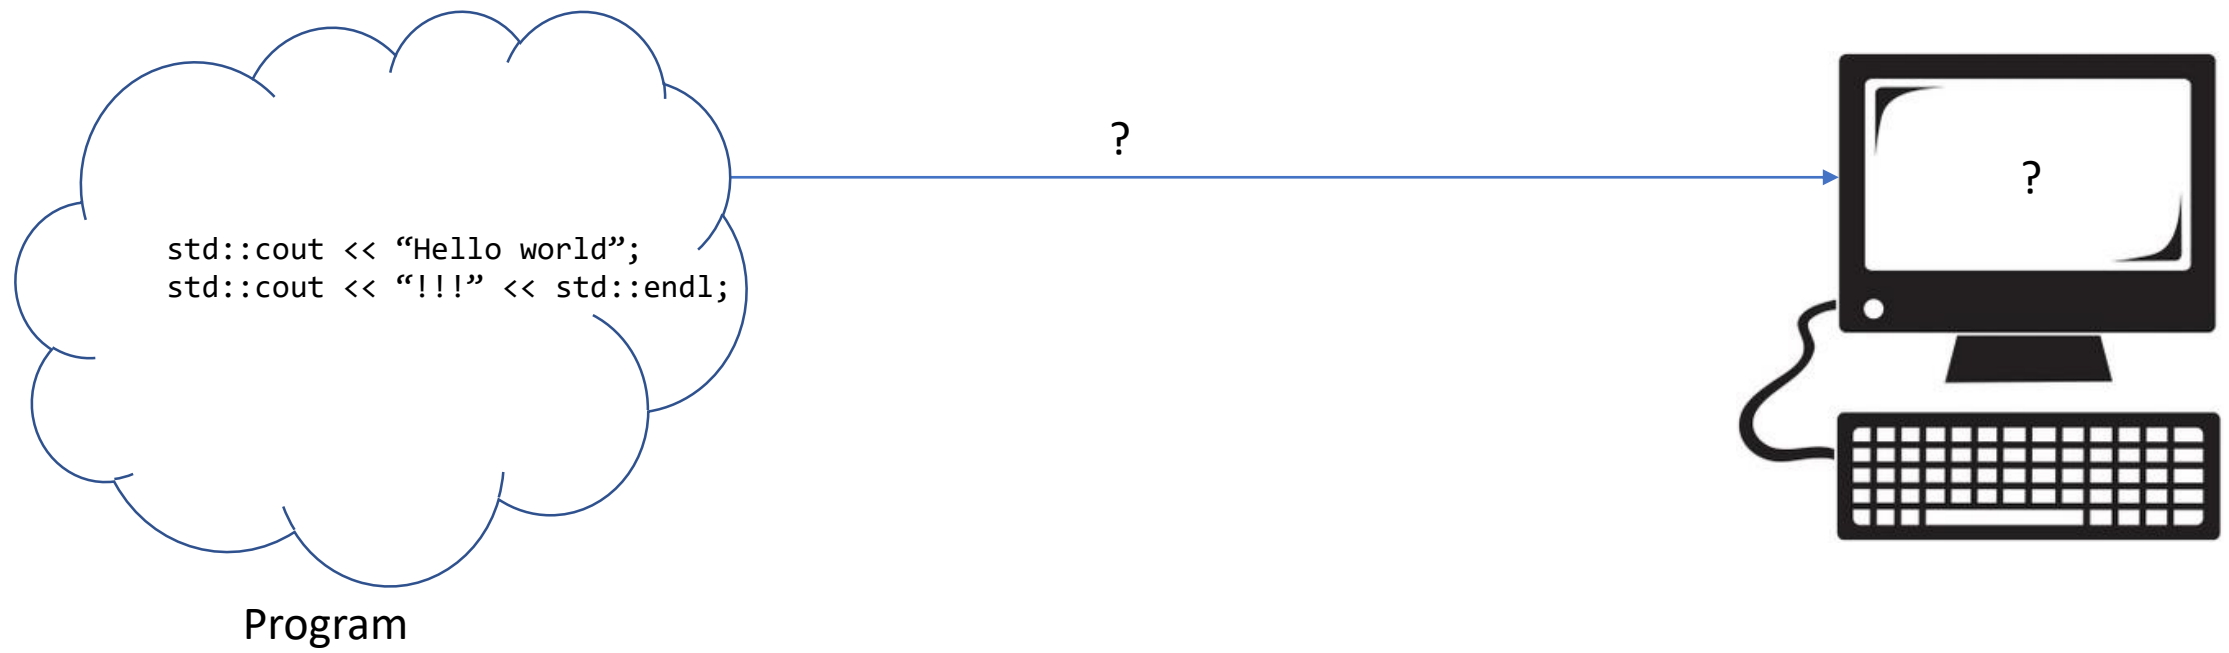 ?
?
std::cout << “Hello world”;
std::cout << “!!!” << std::endl;
Program